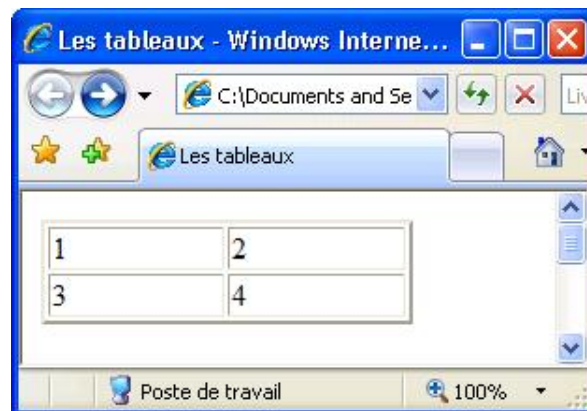 Les tableaux - Windows Interne...
C:\Documents and Se
Liv
Les tableaux
1 2
3 4
Poste de travail 100%